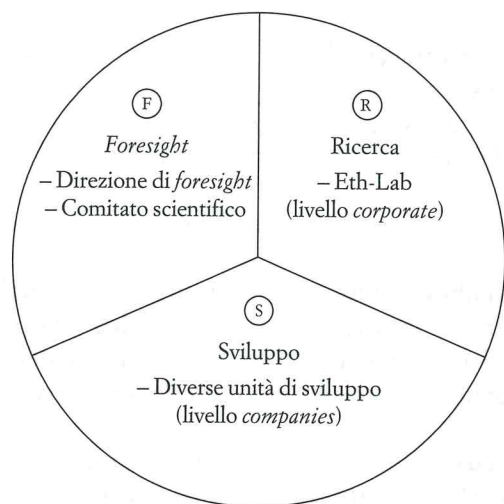 F
Foresight
– Direzione di foresight
– Comitato scientifico
R
Ricerca
– Eth-Lab
(livello corporate)
S
Sviluppo
– Diverse unità di sviluppo
(livello companies)